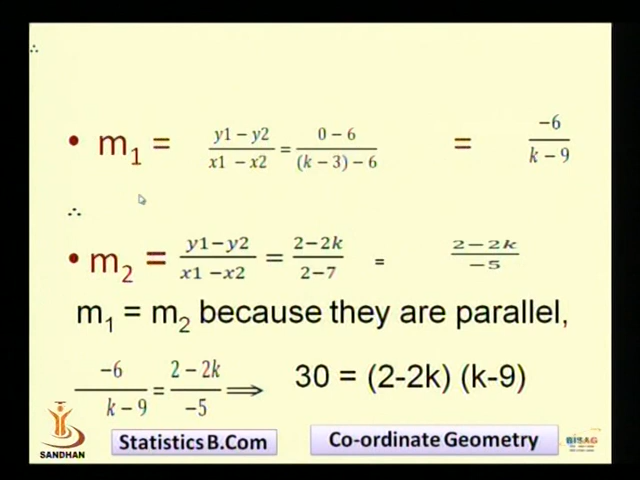 ∴
• m₁ = y1 – y2 / x1 – x2 = 0 – 6 / (k – 3) – 6 = –6 / k – 9
∴
• m₂ = y1 – y2 / x1 – x2 = 2 – 2k / 2 – 7 = 2 – 2k / –5
m₁ = m₂ because they are parallel,
–6 / k – 9 = 2 – 2k / –5 ⟹ 30 = (2-2k) (k-9)
SANDHAN
Statistics B.Com
Co-ordinate Geometry
BISAG